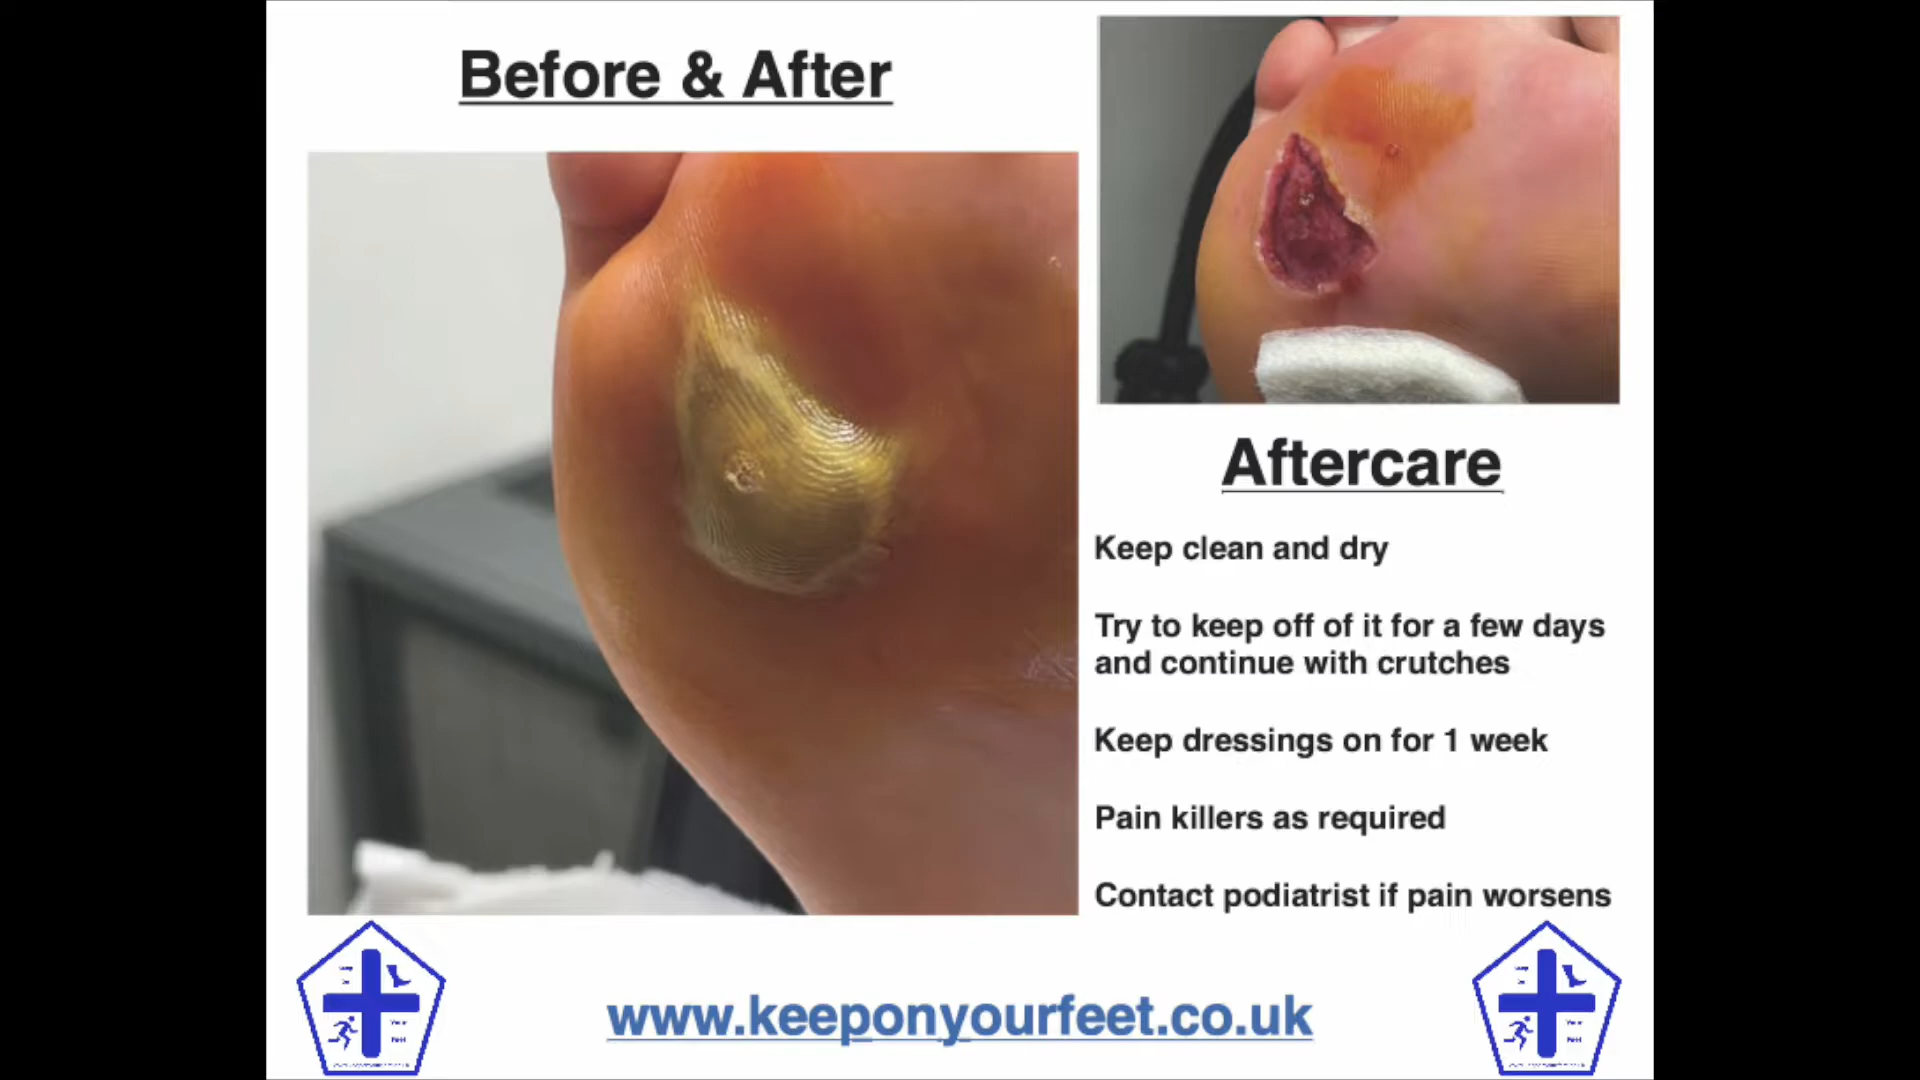 Before & After
Aftercare
Keep clean and dry
Try to keep off of it for a few days
and continue with crutches
Keep dressings on for 1 week
Pain killers as required
Contact podiatrist if pain worsens
www.keeponyourfeet.co.uk